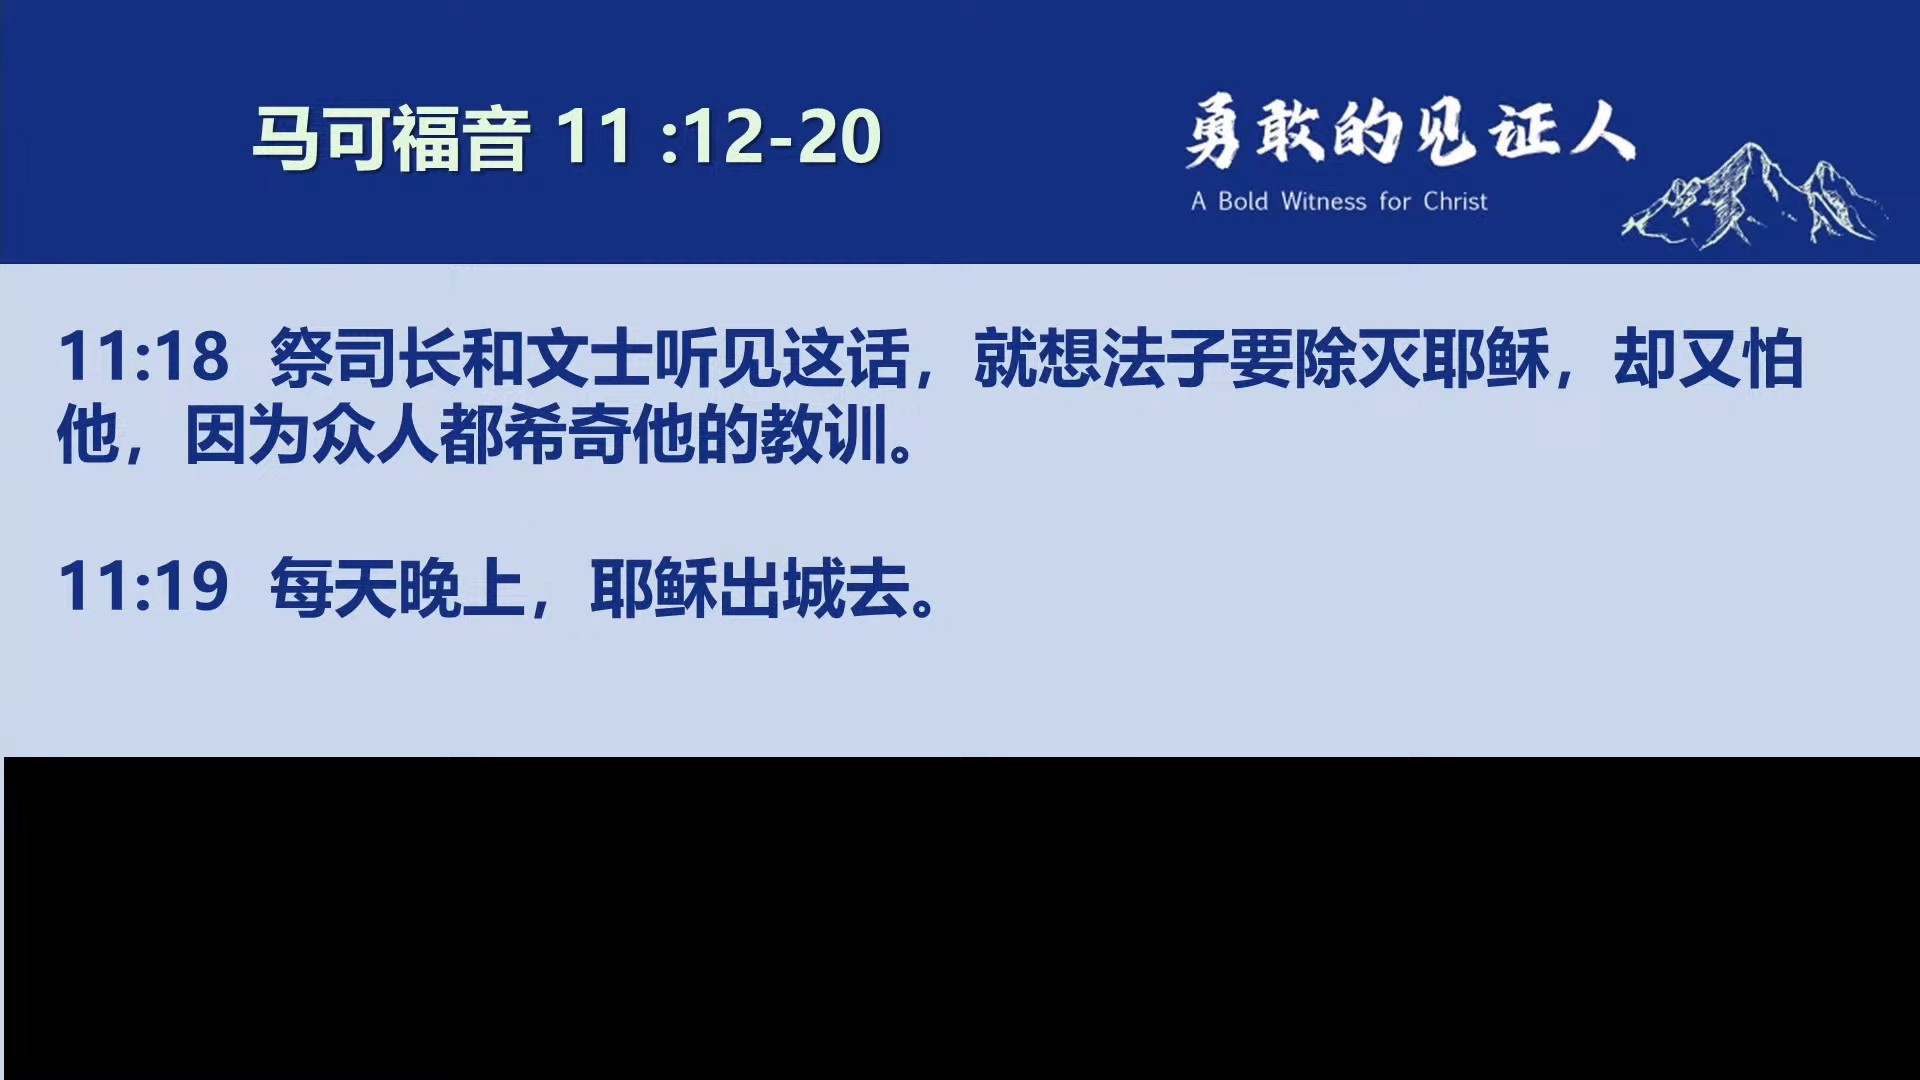 马可福音 11 :12-20
勇敢的见证人
A Bold Witness for Christ
11:18 祭司长和文士听见这话，就想法子要除灭耶稣，却又怕
他，因为众人都希奇他的教训。
11:19 每天晚上，耶稣出城去。